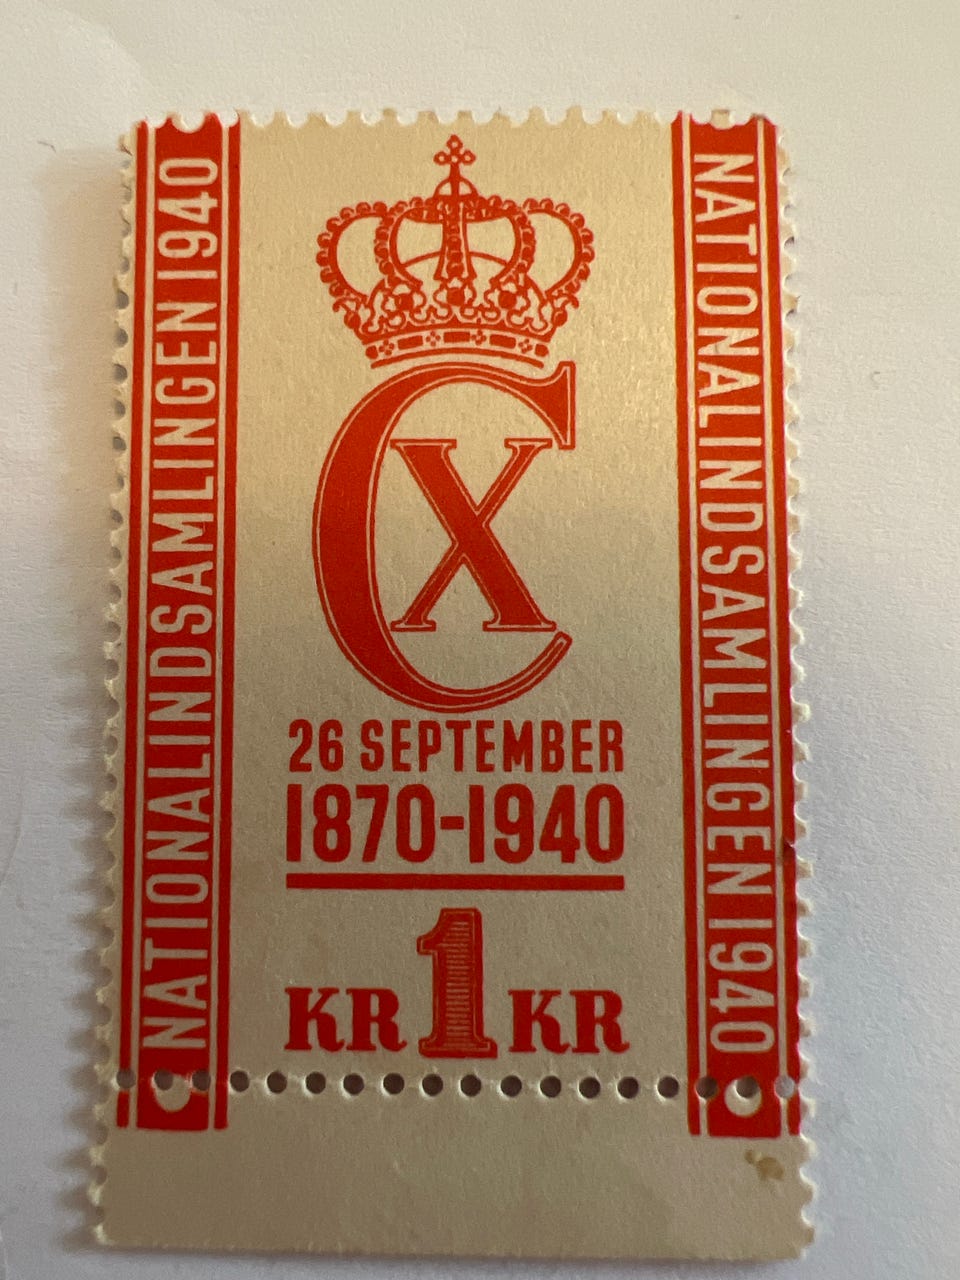 NATIONALINDSAMLINGEN 1940
CX
26 SEPTEMBER
1870-1940
KR 1 KR
NATIONALINDSAMLINGEN 1940